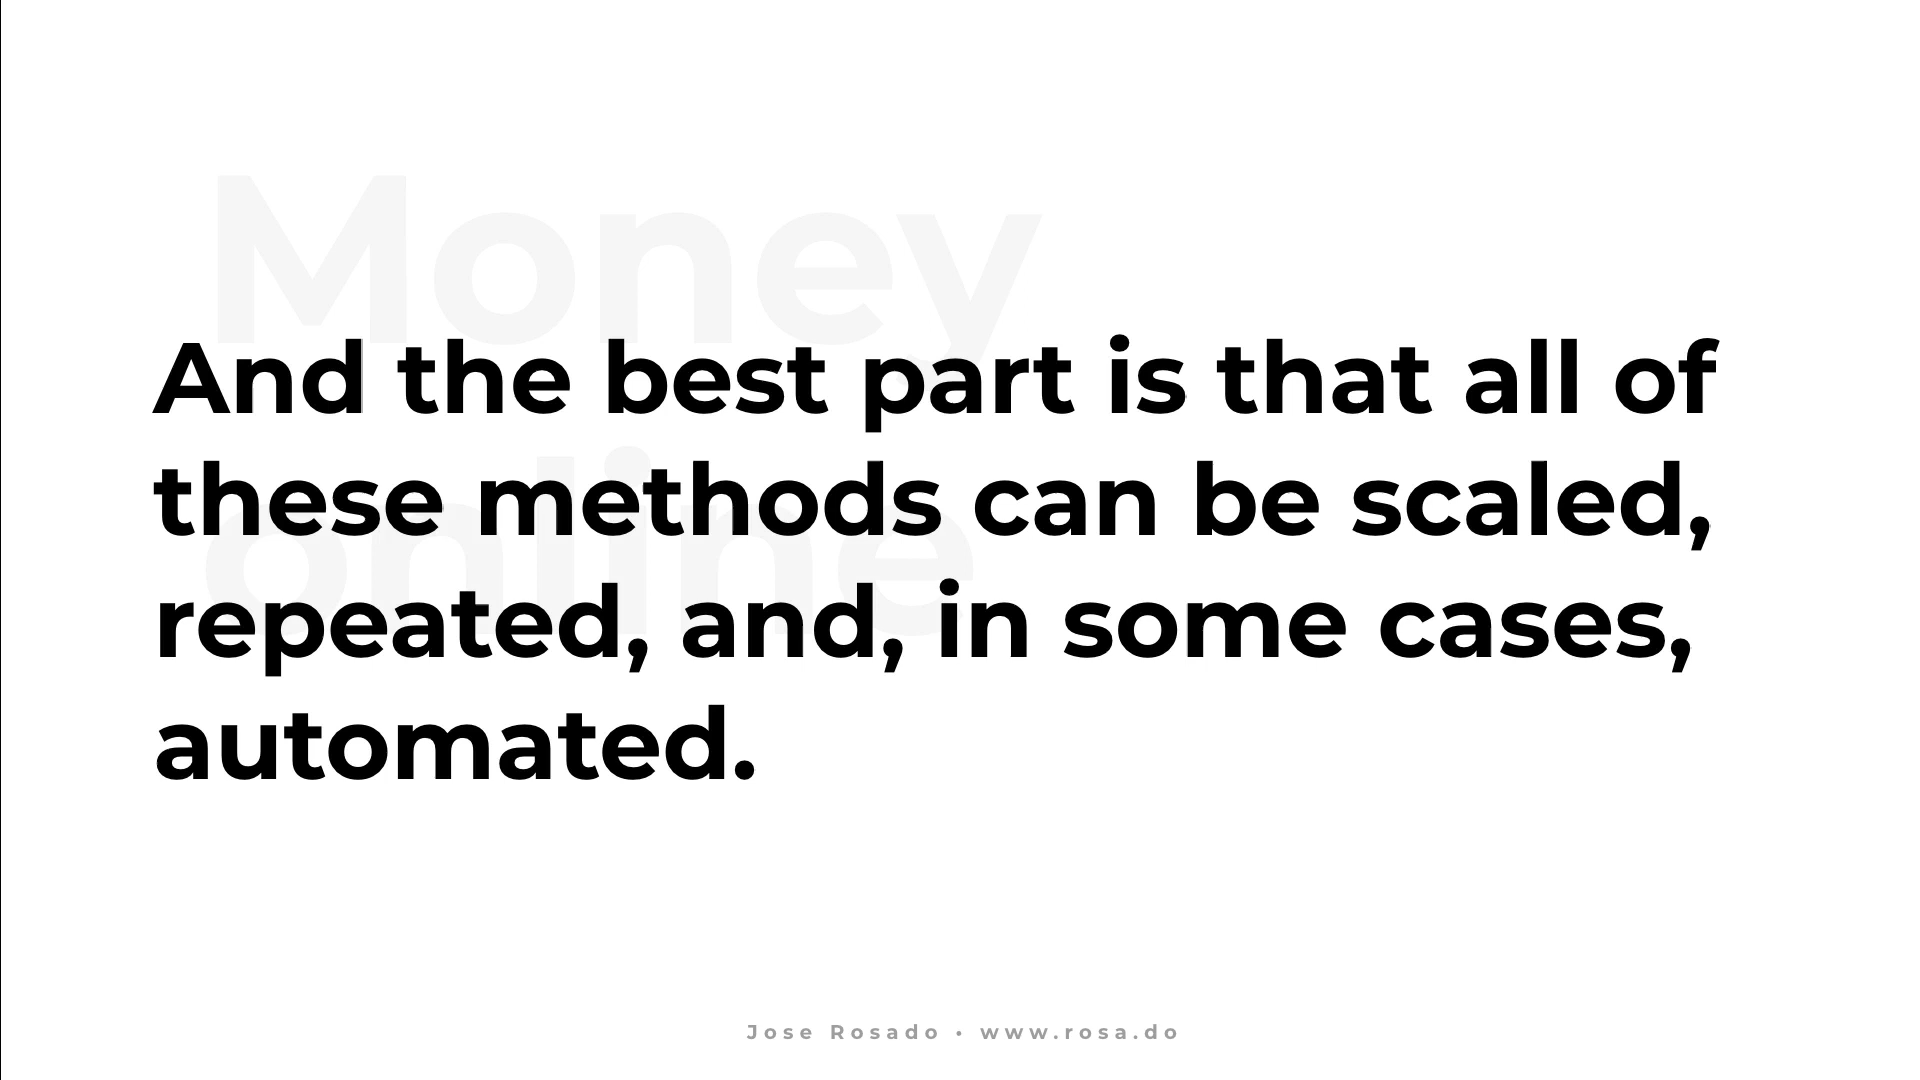 Money
online
And the best part is that all of
these methods can be scaled,
repeated, and, in some cases,
automated.
Jose Rosado • www.rosa.do